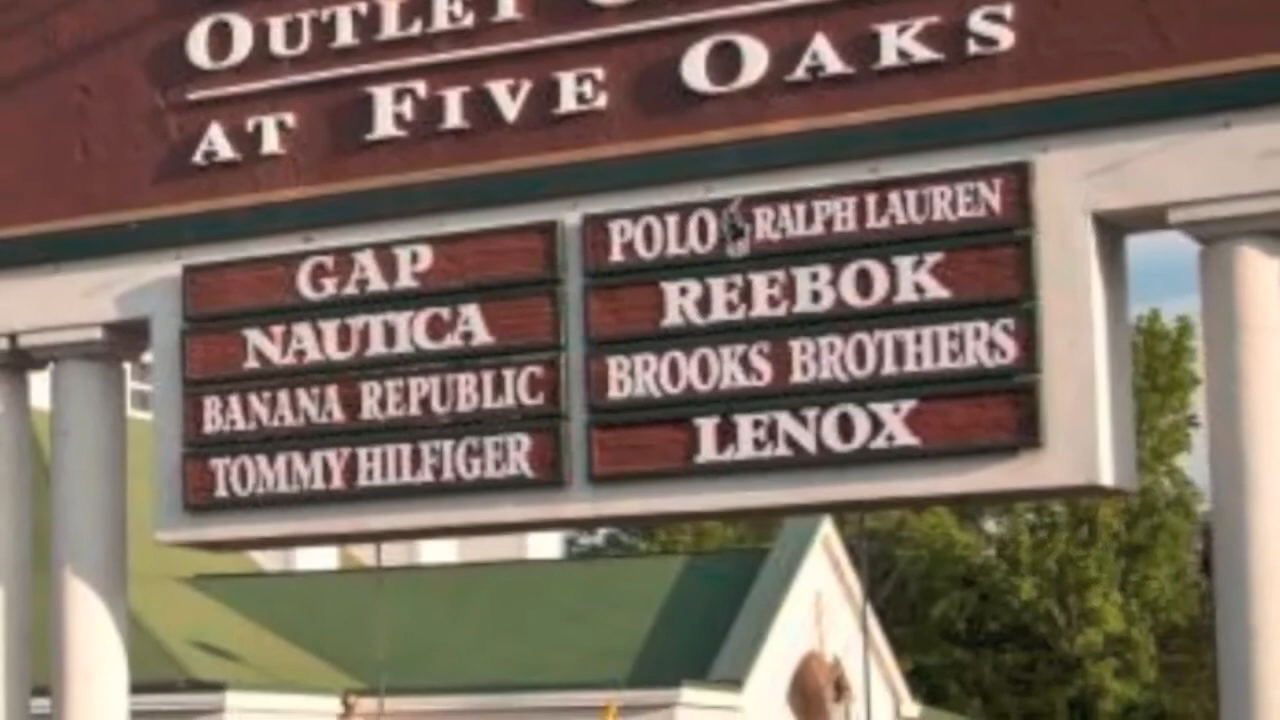 OUTLET
AT FIVE OAKS
GAP
NAUTICA
BANANA REPUBLIC
TOMMY HILFIGER
POLO RALPH LAUREN
REEBOK
BROOKS BROTHERS
LENOX